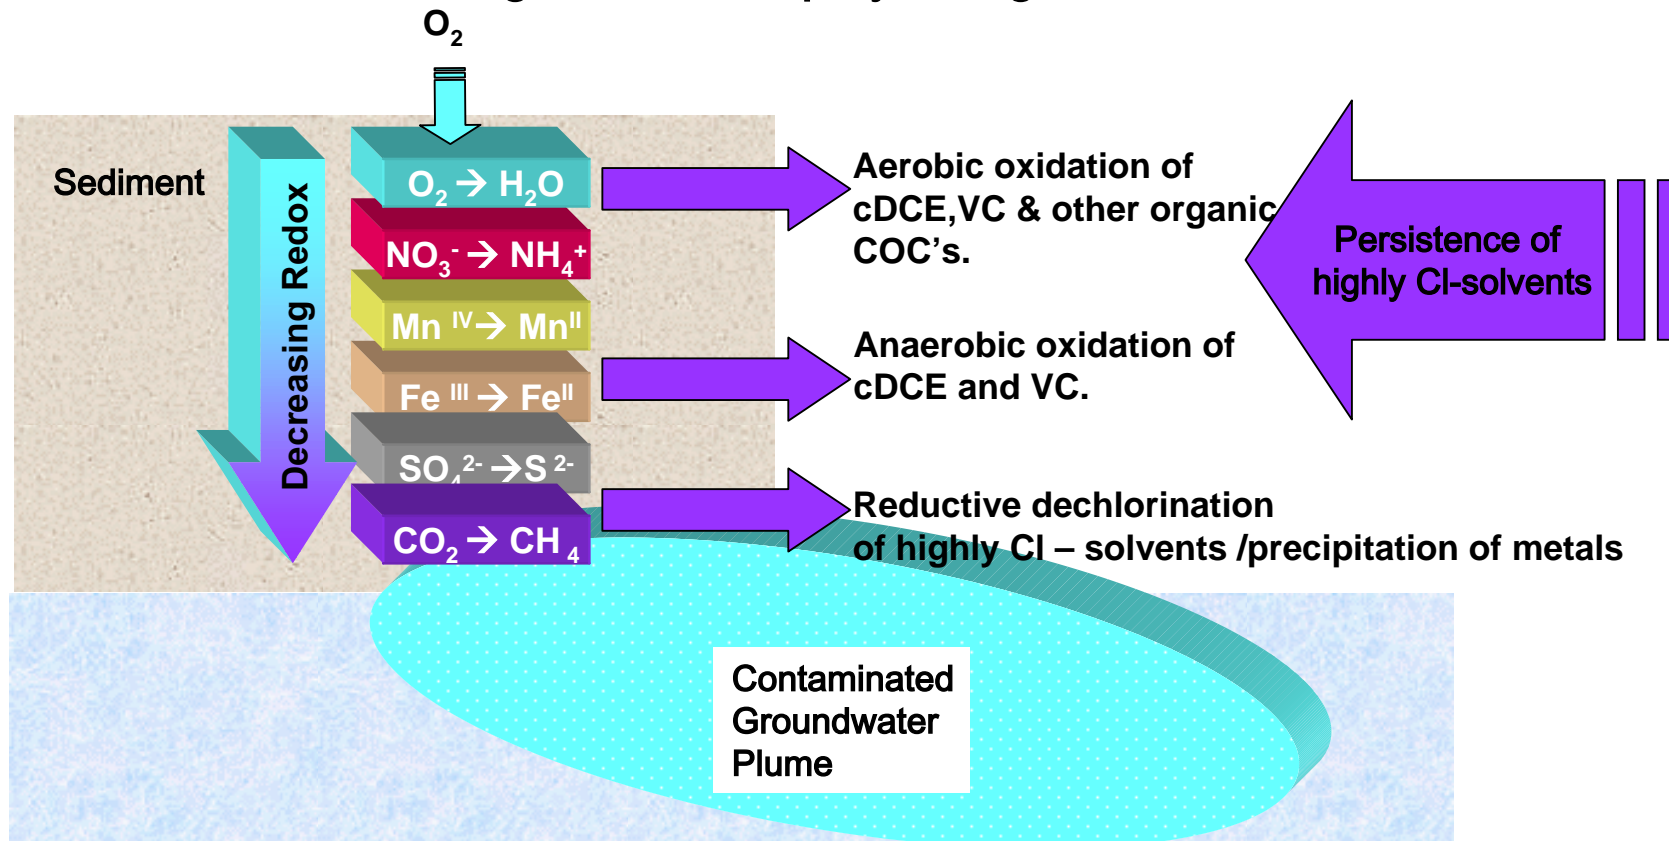 O₂
Sediment
Decreasing Redox
O₂ → H₂O
NO₃⁻ → NH₄⁺
Mn ᴵⱽ → Mnᴵᴵ
Fe ᴵᴵᴵ → Feᴵᴵ
SO₄²⁻ → S ²⁻
CO₂ → CH ₄
Aerobic oxidation of
cDCE,VC & other organic
COC's.
Anaerobic oxidation of
cDCE and VC.
Reductive dechlorination
of highly Cl – solvents /precipitation of metals
Persistence of
highly Cl-solvents
Contaminated
Groundwater
Plume